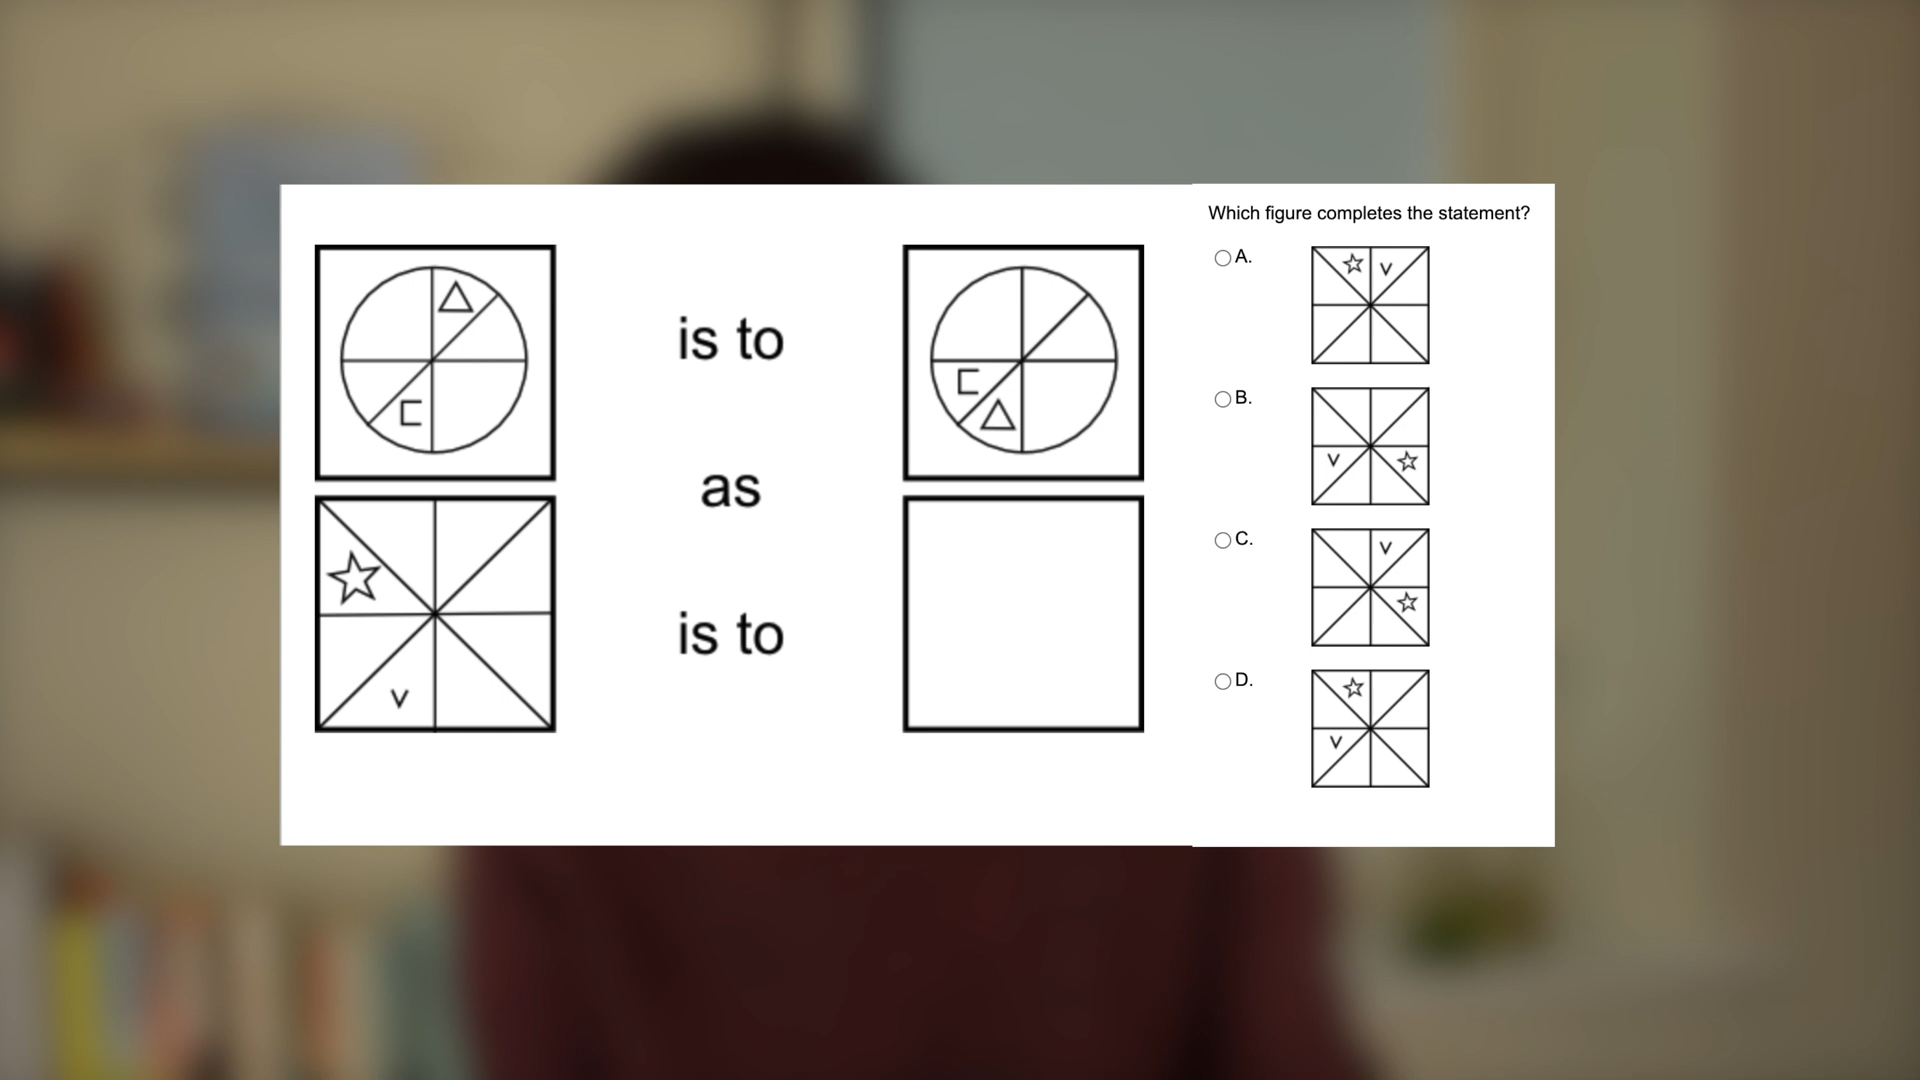 Which figure completes the statement?
is to
as
is to
A.
v
B.
v
C.
v
D.
v
v